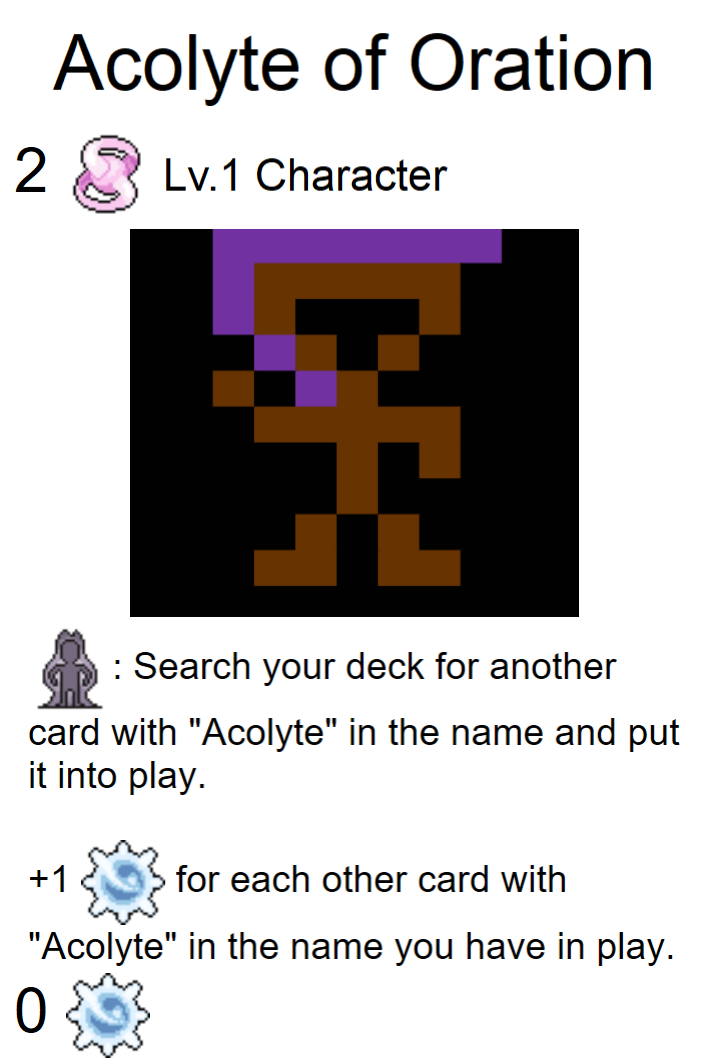 Acolyte of Oration
2 Lv.1 Character
: Search your deck for another
card with "Acolyte" in the name and put
it into play.
+1 for each other card with
"Acolyte" in the name you have in play.
0